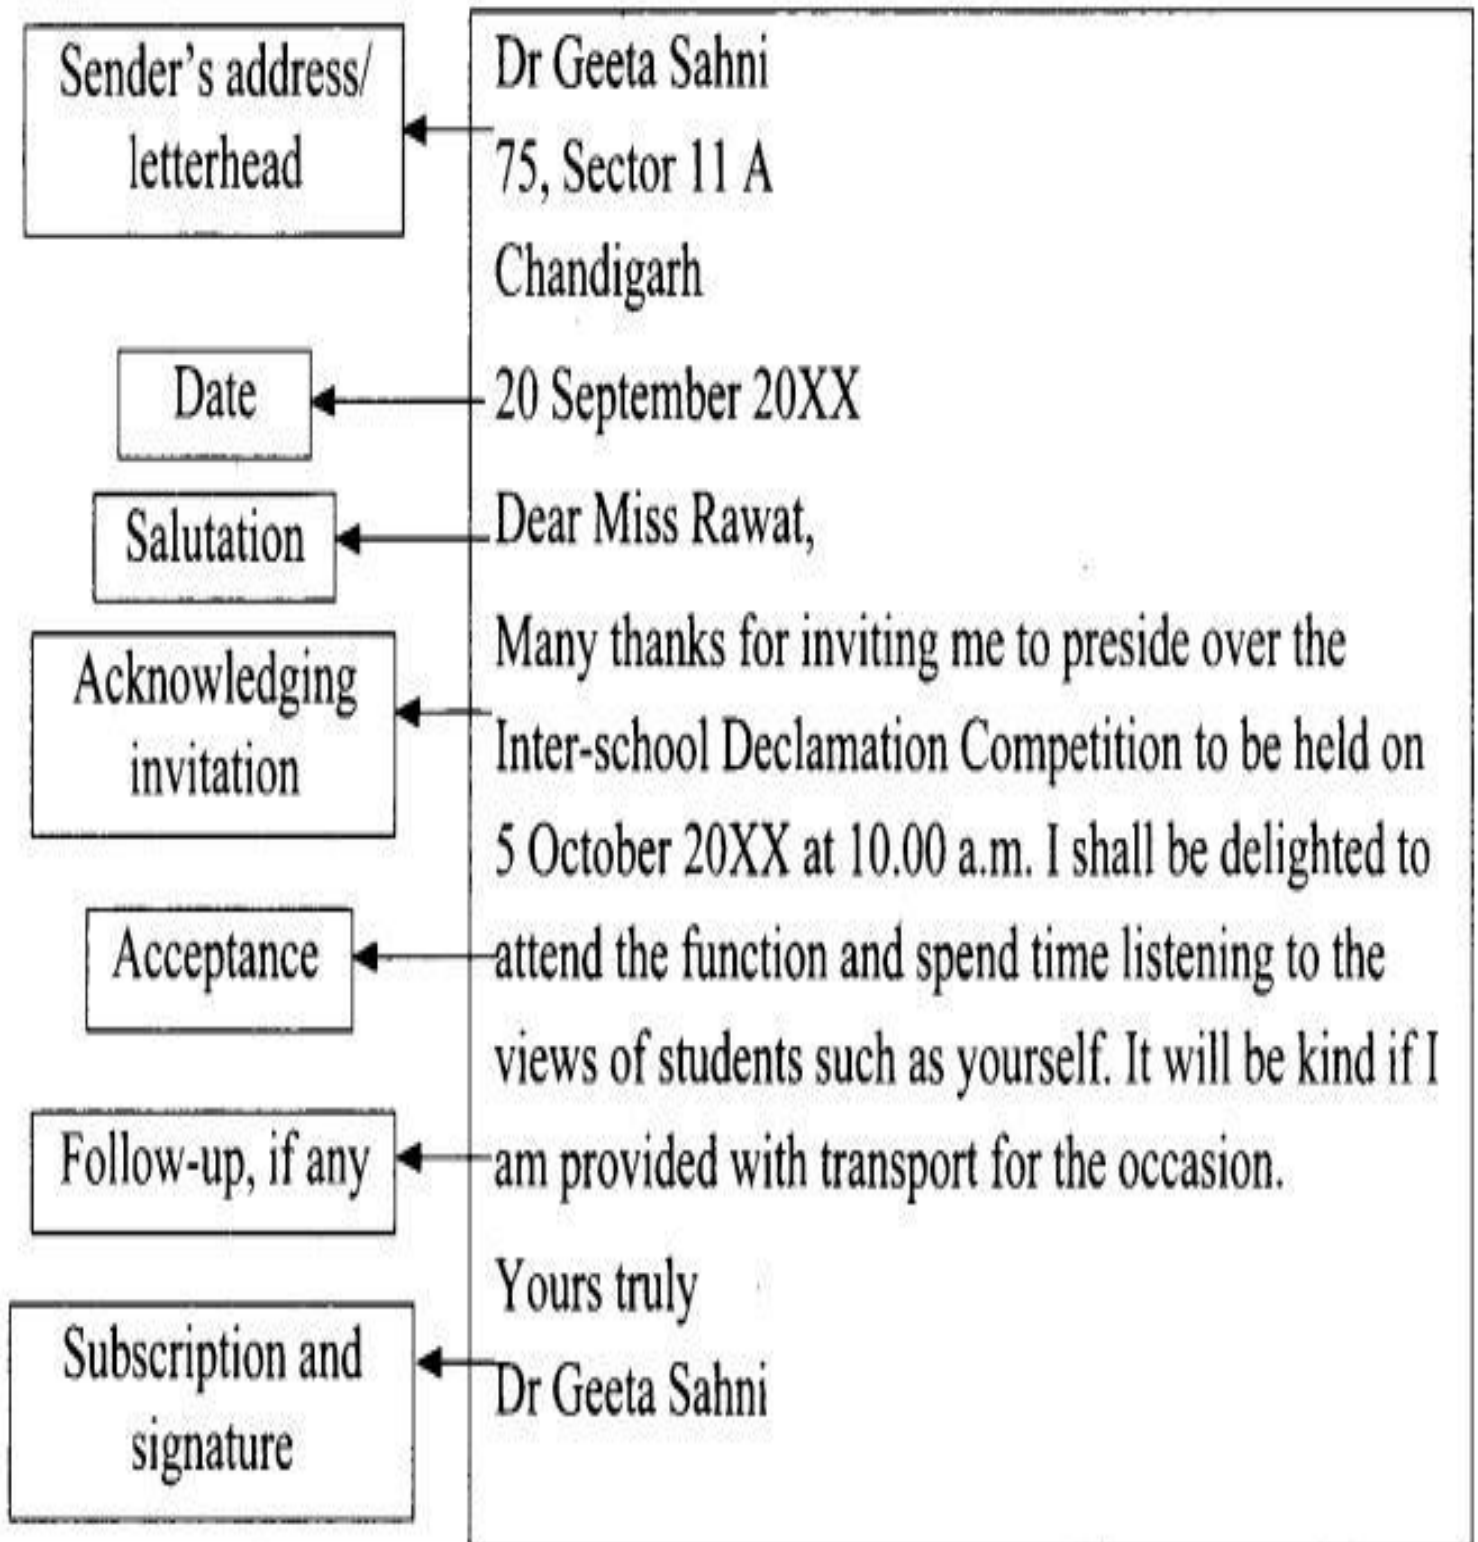 Sender's address/
letterhead
Dr Geeta Sahni
75, Sector 11 A
Chandigarh
Date
20 September 20XX
Salutation
Dear Miss Rawat,
Acknowledging
invitation
Many thanks for inviting me to preside over the
Inter-school Declamation Competition to be held on
5 October 20XX at 10.00 a.m. I shall be delighted to
Acceptance
attend the function and spend time listening to the
views of students such as yourself. It will be kind if I
Follow-up, if any
am provided with transport for the occasion.
Subscription and
signature
Yours truly
Dr Geeta Sahni